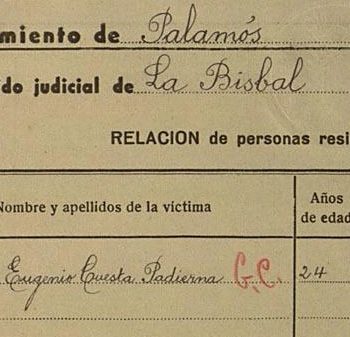 miento de Palamós
do judicial de La Bisbal
RELACION de personas resi
Nombre y apellidos de la victima
Años
de edad
Eugenio Cuesta Padierna G.C. 24